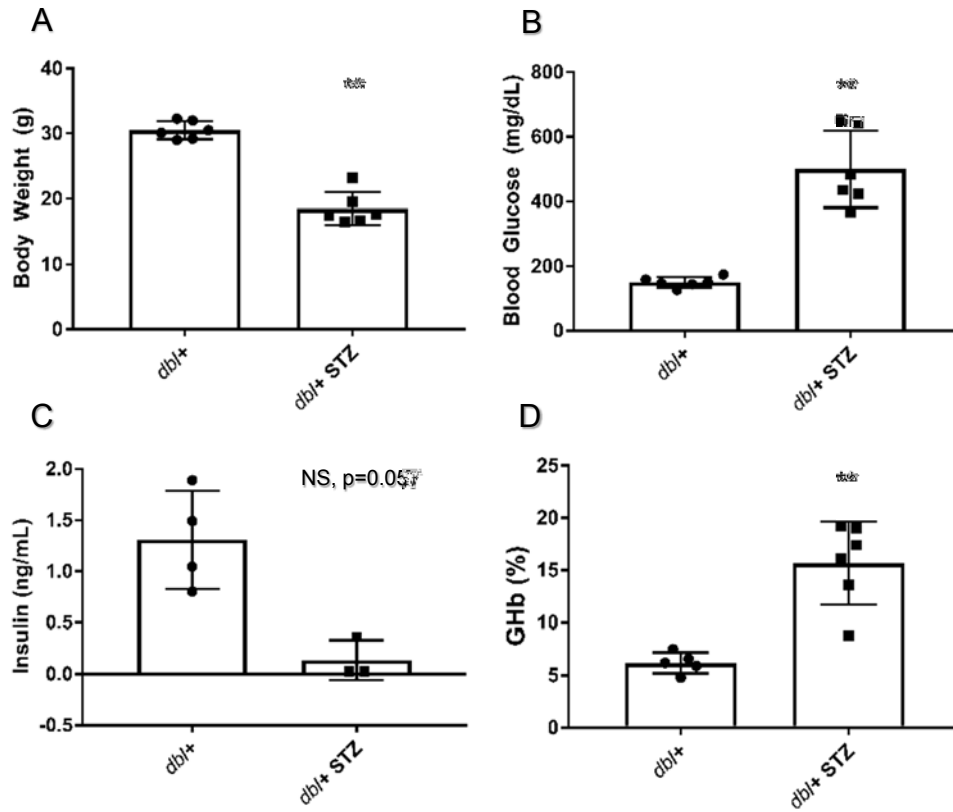 A
Body Weight (g)
40
30
20
10
0
**
db/+
db/+ STZ
B
Blood Glucose (mg/dL)
800
600
400
200
0
**
db/+
db/+ STZ
C
Insulin (ng/mL)
2.0
1.5
1.0
0.5
0.0
-0.5
NS, p=0.057
db/+
db/+ STZ
D
GHb (%)
25
20
15
10
5
0
**
db/+
db/+ STZ